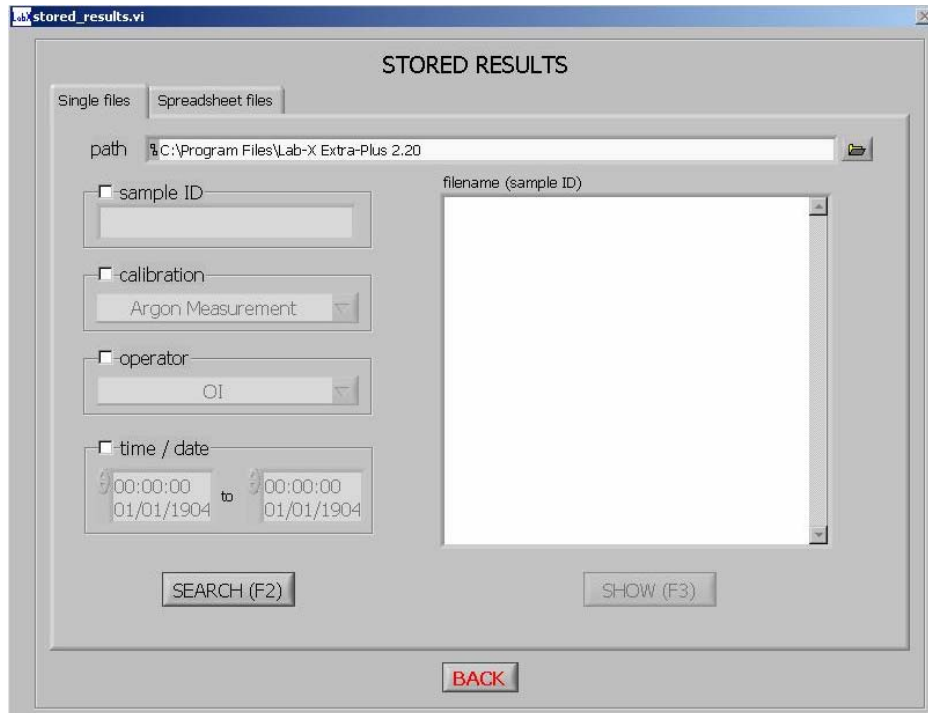 LabX stored_results.vi
STORED RESULTS
Single files Spreadsheet files
path C:\Program Files\Lab-X Extra-Plus 2.20
sample ID
filename (sample ID)
calibration
Argon Measurement
operator
OI
time / date
00:00:00 to 00:00:00
01/01/1904 01/01/1904
SEARCH (F2) SHOW (F3)
BACK